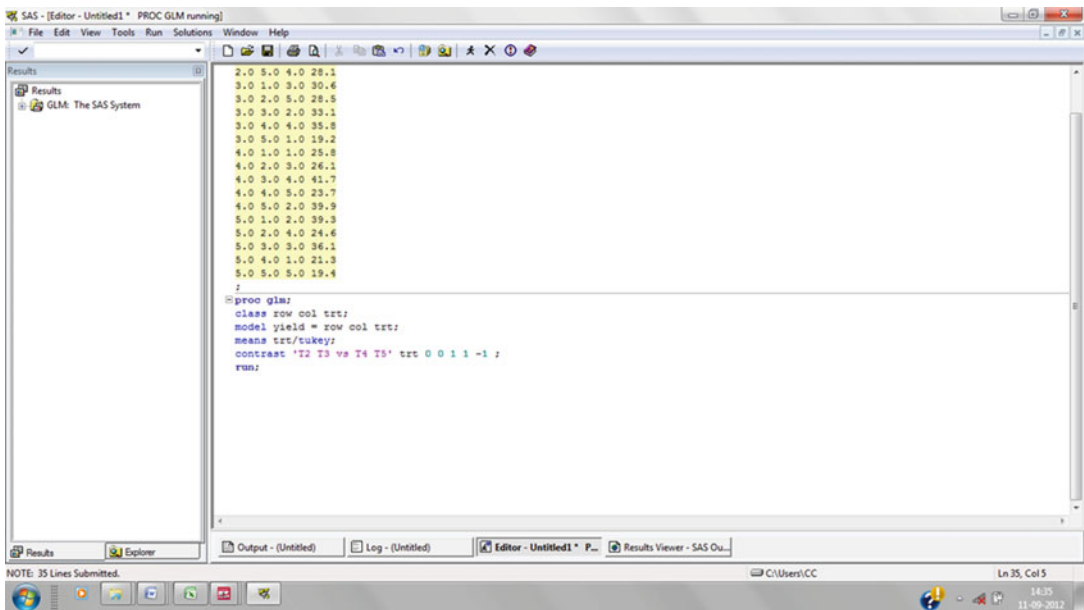 SAS - [Editor - Untitled1 * PROC GLM running]
File Edit View Tools Run Solutions Window Help
Results
Results
GLM: The SAS System
2.0 5.0 4.0 28.1
3.0 1.0 3.0 30.6
3.0 2.0 5.0 28.5
3.0 3.0 2.0 33.1
3.0 4.0 4.0 35.8
3.0 5.0 1.0 19.2
4.0 1.0 1.0 25.8
4.0 2.0 3.0 26.1
4.0 3.0 4.0 41.7
4.0 4.0 5.0 23.7
4.0 5.0 2.0 39.9
5.0 1.0 2.0 39.3
5.0 2.0 4.0 24.6
5.0 3.0 3.0 36.1
5.0 4.0 1.0 21.3
5.0 5.0 5.0 19.4
;
proc glm;
class row col trt;
model yield = row col trt;
means trt/tukey;
contrast 'T2 T3 vs T4 T5' trt 0 0 1 1 -1 ;
run;
Results Explorer
Output - (Untitled) Log - (Untitled) Editor - Untitled1 * P... Results Viewer - SAS Ou...
NOTE: 35 Lines Submitted. C:\Users\CC Ln 35, Col 5
14:35
11-09-2012